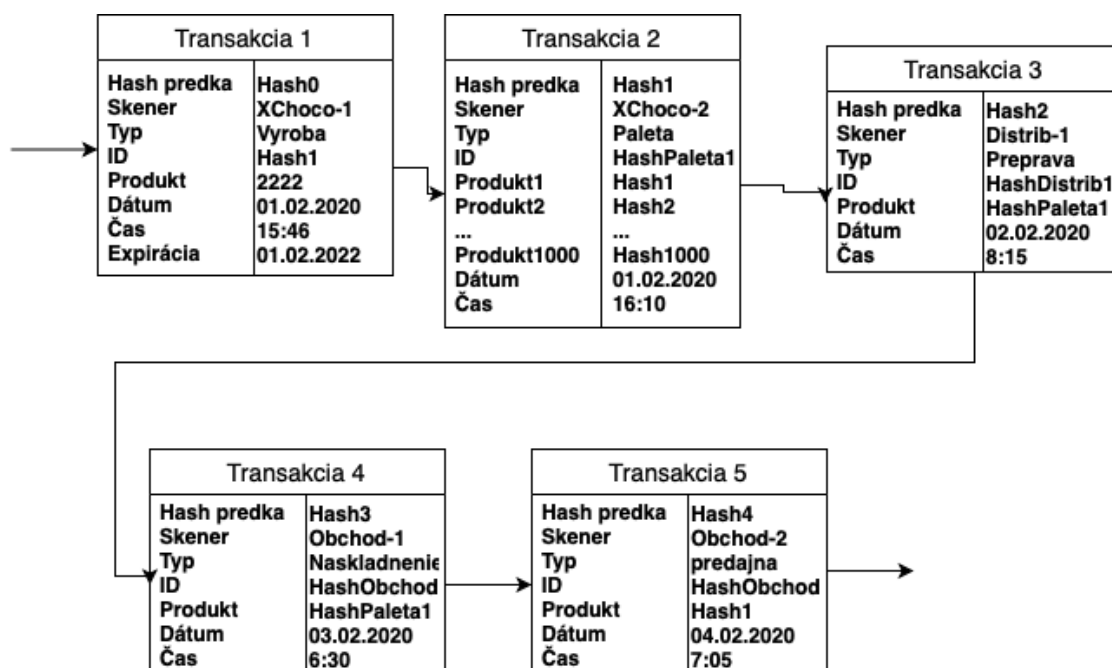 Transakcia 1
Hash predka Hash0
Skener XChoco-1
Typ Vyroba
ID Hash1
Produkt 2222
Dátum 01.02.2020
Čas 15:46
Expirácia 01.02.2022
Transakcia 2
Hash predka Hash1
Skener XChoco-2
Typ Paleta
ID HashPaleta1
Produkt1 Hash1
Produkt2 Hash2
... ...
Produkt1000 Hash1000
Dátum 01.02.2020
Čas 16:10
Transakcia 3
Hash predka Hash2
Skener Distrib-1
Typ Preprava
ID HashDistrib1
Produkt HashPaleta1
Dátum 02.02.2020
Čas 8:15
Transakcia 4
Hash predka Hash3
Skener Obchod-1
Typ Naskladnenie
ID HashObchod
Produkt HashPaleta1
Dátum 03.02.2020
Čas 6:30
Transakcia 5
Hash predka Hash4
Skener Obchod-2
Typ predajna
ID HashObchod
Produkt Hash1
Dátum 04.02.2020
Čas 7:05